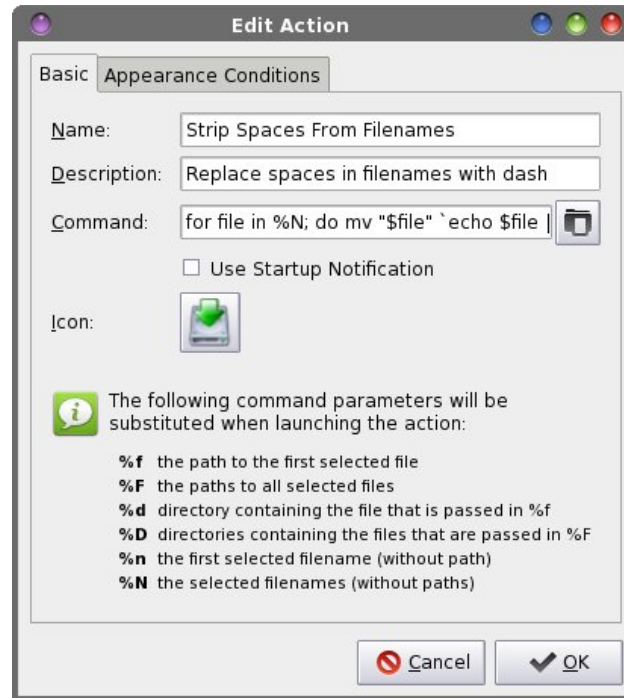 Edit Action
Basic
Appearance Conditions
Name:
Strip Spaces From Filenames
Description:
Replace spaces in filenames with dash
Command:
for file in %N; do mv "$file" `echo $file |
Use Startup Notification
Icon:
The following command parameters will be
substituted when launching the action:
%f the path to the first selected file
%F the paths to all selected files
%d directory containing the file that is passed in %f
%D directories containing the files that are passed in %F
%n the first selected filename (without path)
%N the selected filenames (without paths)
Cancel
OK